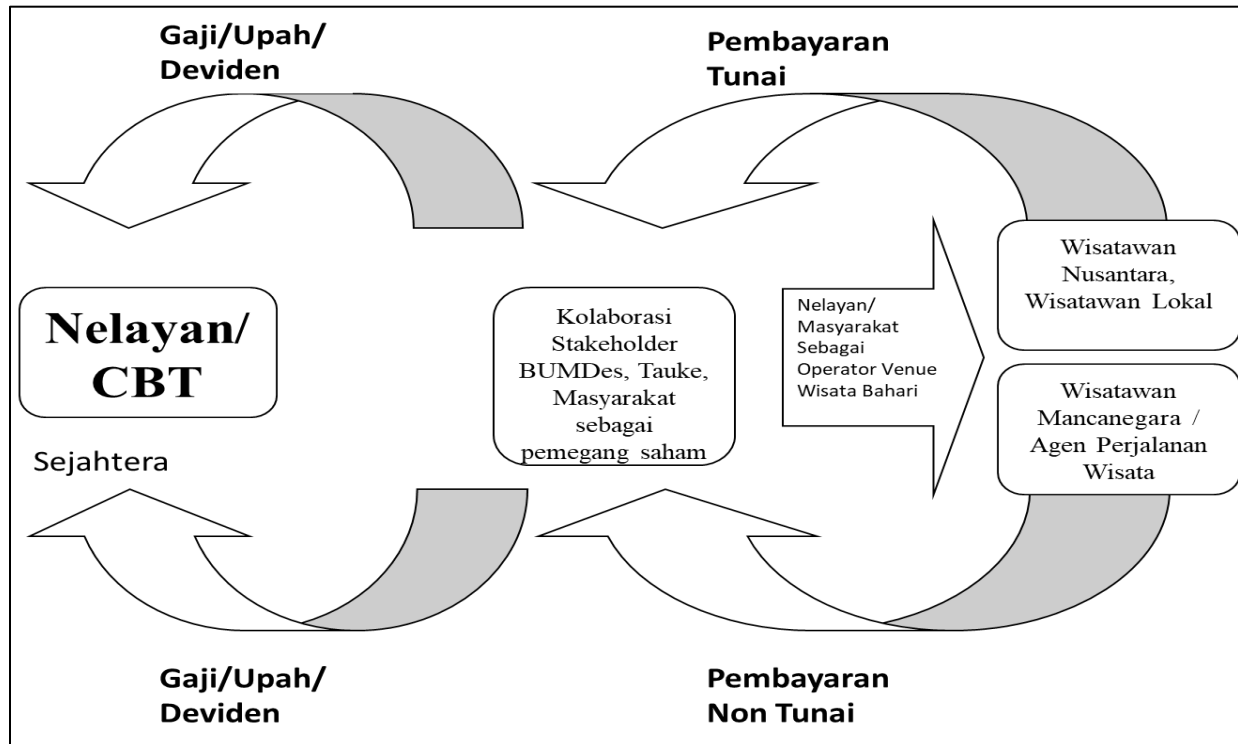 Gaji/Upah/
Deviden
Pembayaran
Tunai
Nelayan/
CBT
Sejahtera
Kolaborasi
Stakeholder
BUMDes, Tauke,
Masyarakat
sebagai
pemegang saham
Nelayan/
Masyarakat
Sebagai
Operator Venue
Wisata Bahari
Wisatawan
Nusantara,
Wisatawan Lokal
Wisatawan
Mancanegara /
Agen Perjalanan
Wisata
Gaji/Upah/
Deviden
Pembayaran
Non Tunai